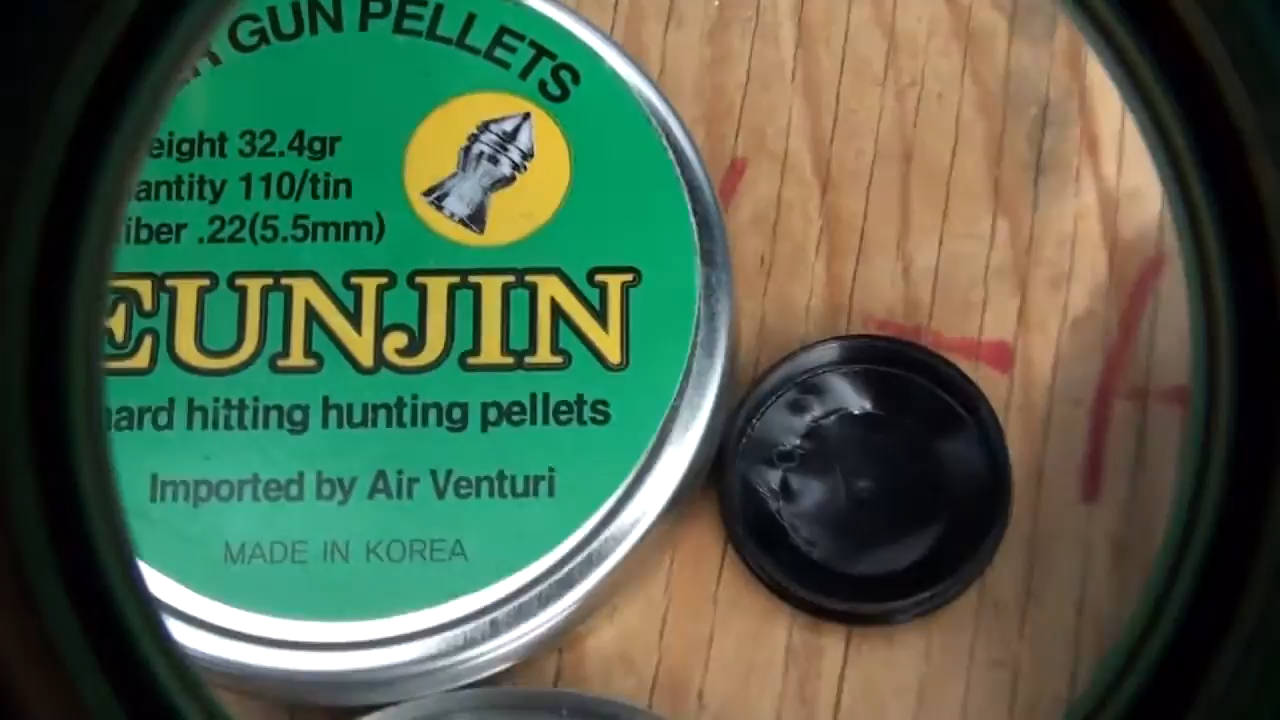 GUN PELLETS
eight 32.4gr
antity 110/tin
iber .22(5.5mm)
EUNJIN
hard hitting hunting pellets
Imported by Air Venturi
MADE IN KOREA